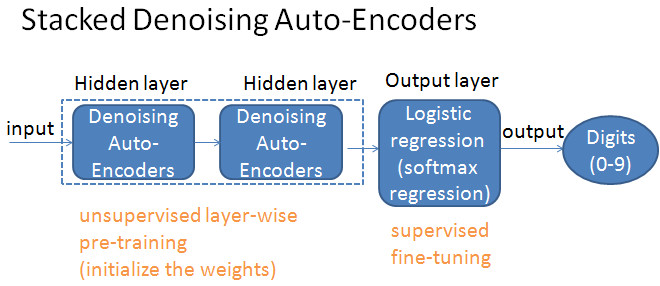 Stacked Denoising Auto-Encoders
Hidden layer
Hidden layer
Output layer
input
Denoising
Auto-
Encoders
Denoising
Auto-
Encoders
Logistic
regression
(softmax
regression)
output
Digits
(0-9)
unsupervised layer-wise
pre-training
(initialize the weights)
supervised
fine-tuning